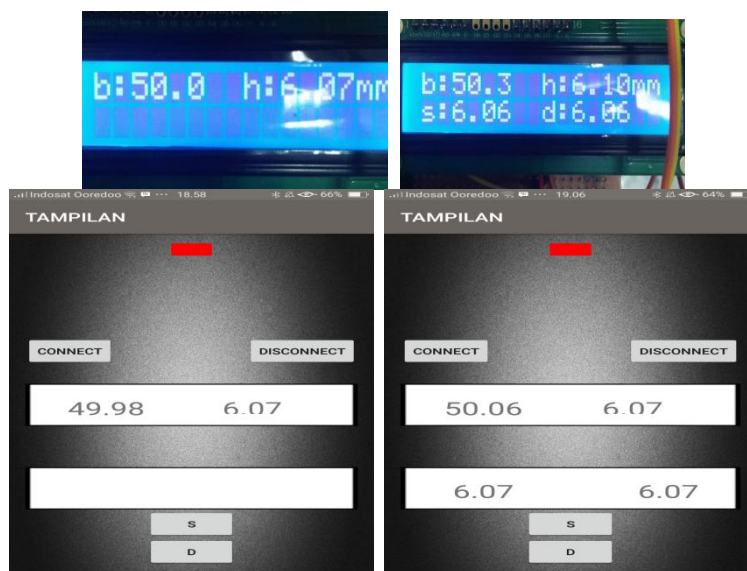 b:50.0 h:6.07mm
b:50.3 h:6.10mm
s:6.06 d:6.06
Indosat Ooredoo ... 18.58 66%
TAMPILAN
CONNECT DISCONNECT
49.98 6.07
S
D
Indosat Ooredoo ... 19.06 64%
TAMPILAN
CONNECT DISCONNECT
50.06 6.07
6.07 6.07
S
D